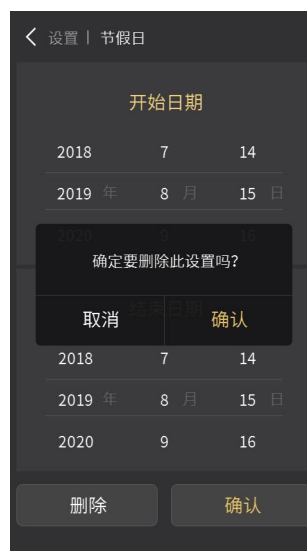 设置 | 节假日
开始日期
2018 7 14
2019 年 8 月 15 日
2020 9 16
确定要删除此设置吗?
结束日期
取消 确认
2018 7 14
2019 年 8 月 15 日
2020 9 16
删除 确认